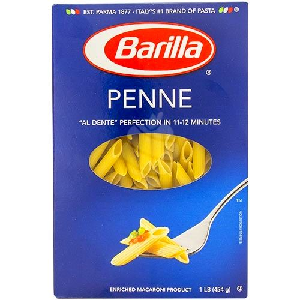 EST. PARMA 1877 • ITALY'S #1 BRAND OF PASTA
Barilla
®
PENNE
"AL DENTE" PERFECTION IN 11-12 MINUTES
ENRICHED MACARONI PRODUCT
1 LB (454 g)